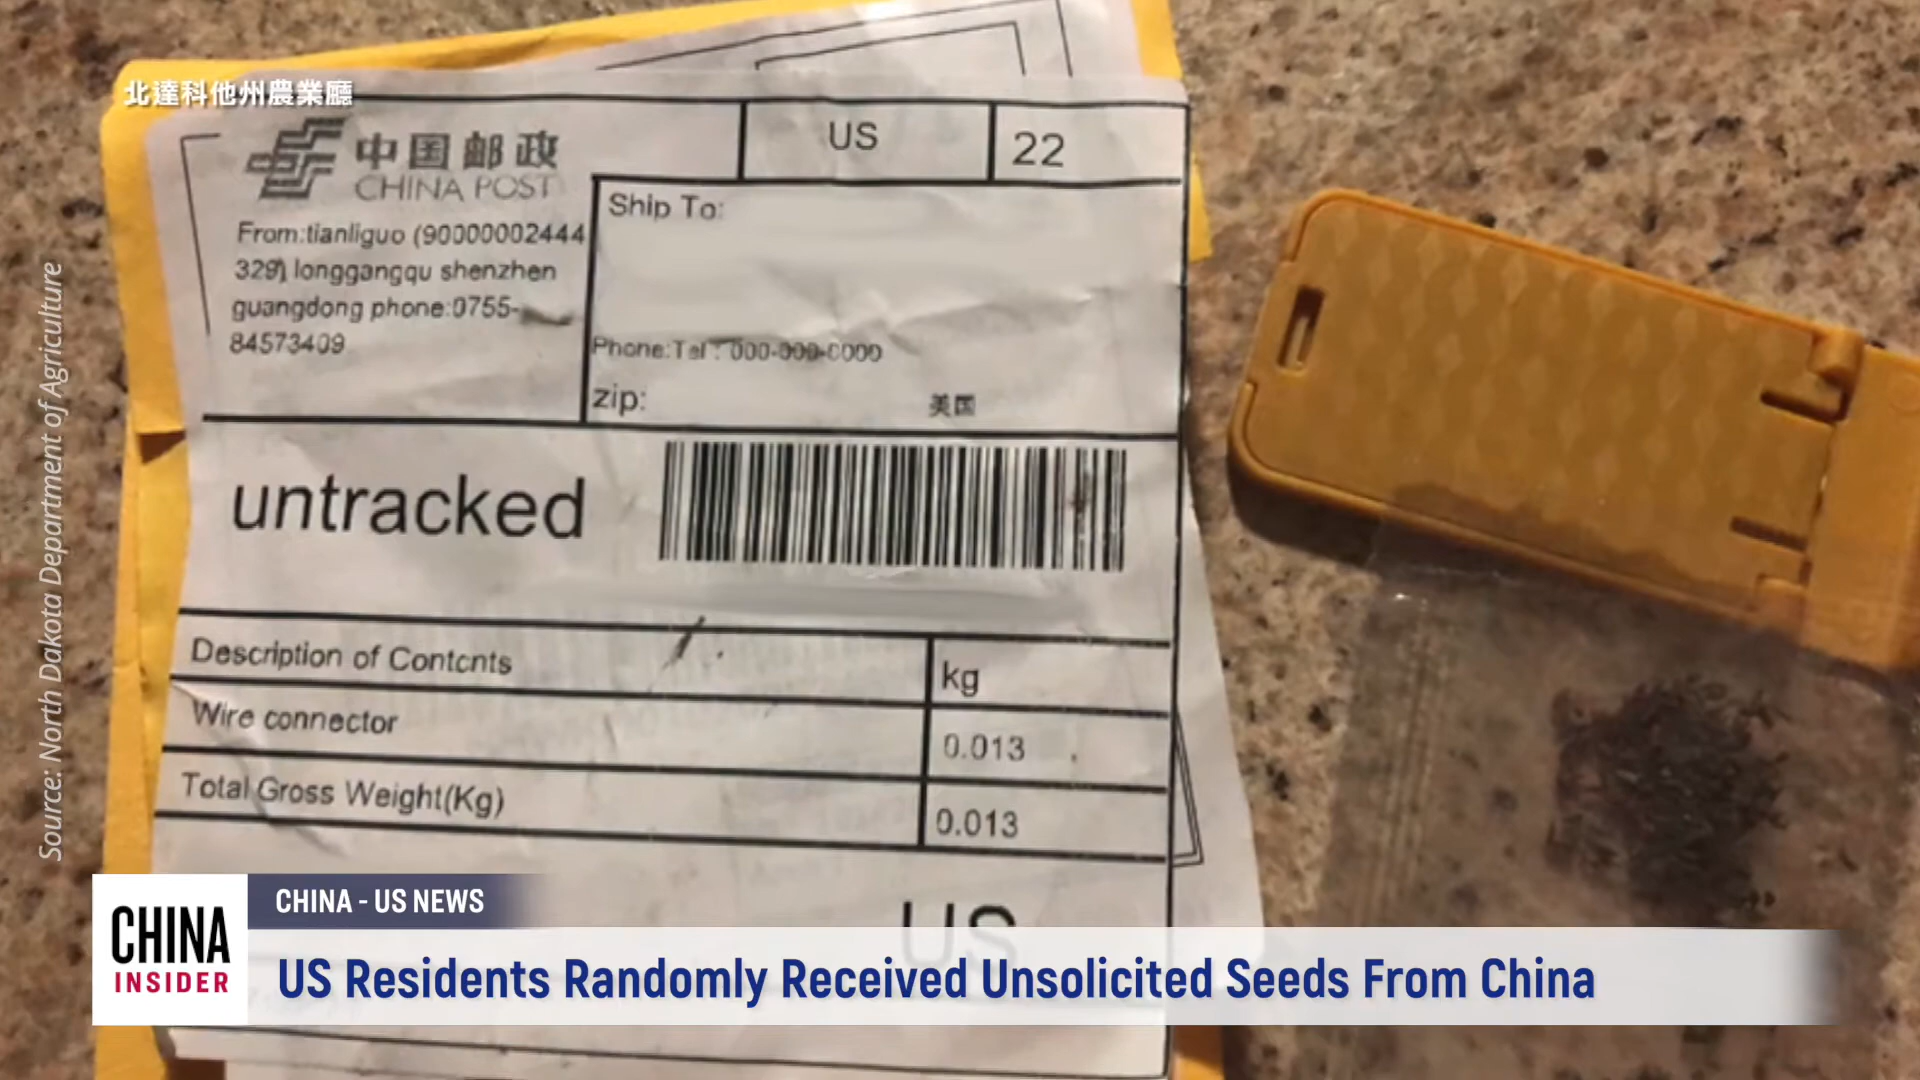 北達科他州農業廳
中国邮政
CHINA POST
US
22
From:tianliguo (90000002444
329) longgangqu shenzhen
guangdong phone:0755-
84573409
Ship To:
Phone:Tel : 000-000-0000
zip:
美国
untracked
Description of Contents
kg
Wire connector
0.013
Total Gross Weight(Kg)
0.013
US
Source: North Dakota Department of Agriculture
CHINA
INSIDER
CHINA - US NEWS
US Residents Randomly Received Unsolicited Seeds From China